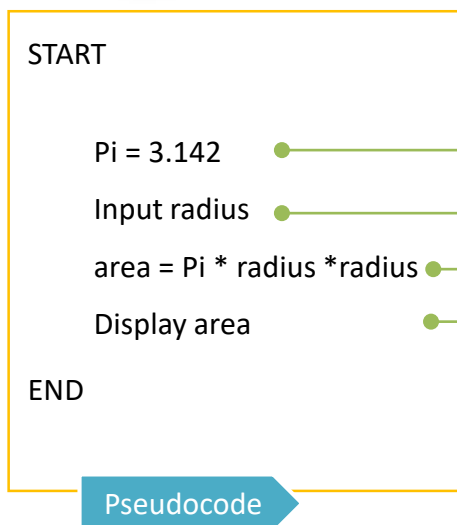 START
Pi = 3.142
Input radius
area = Pi * radius *radius
Display area
END
Pseudocode